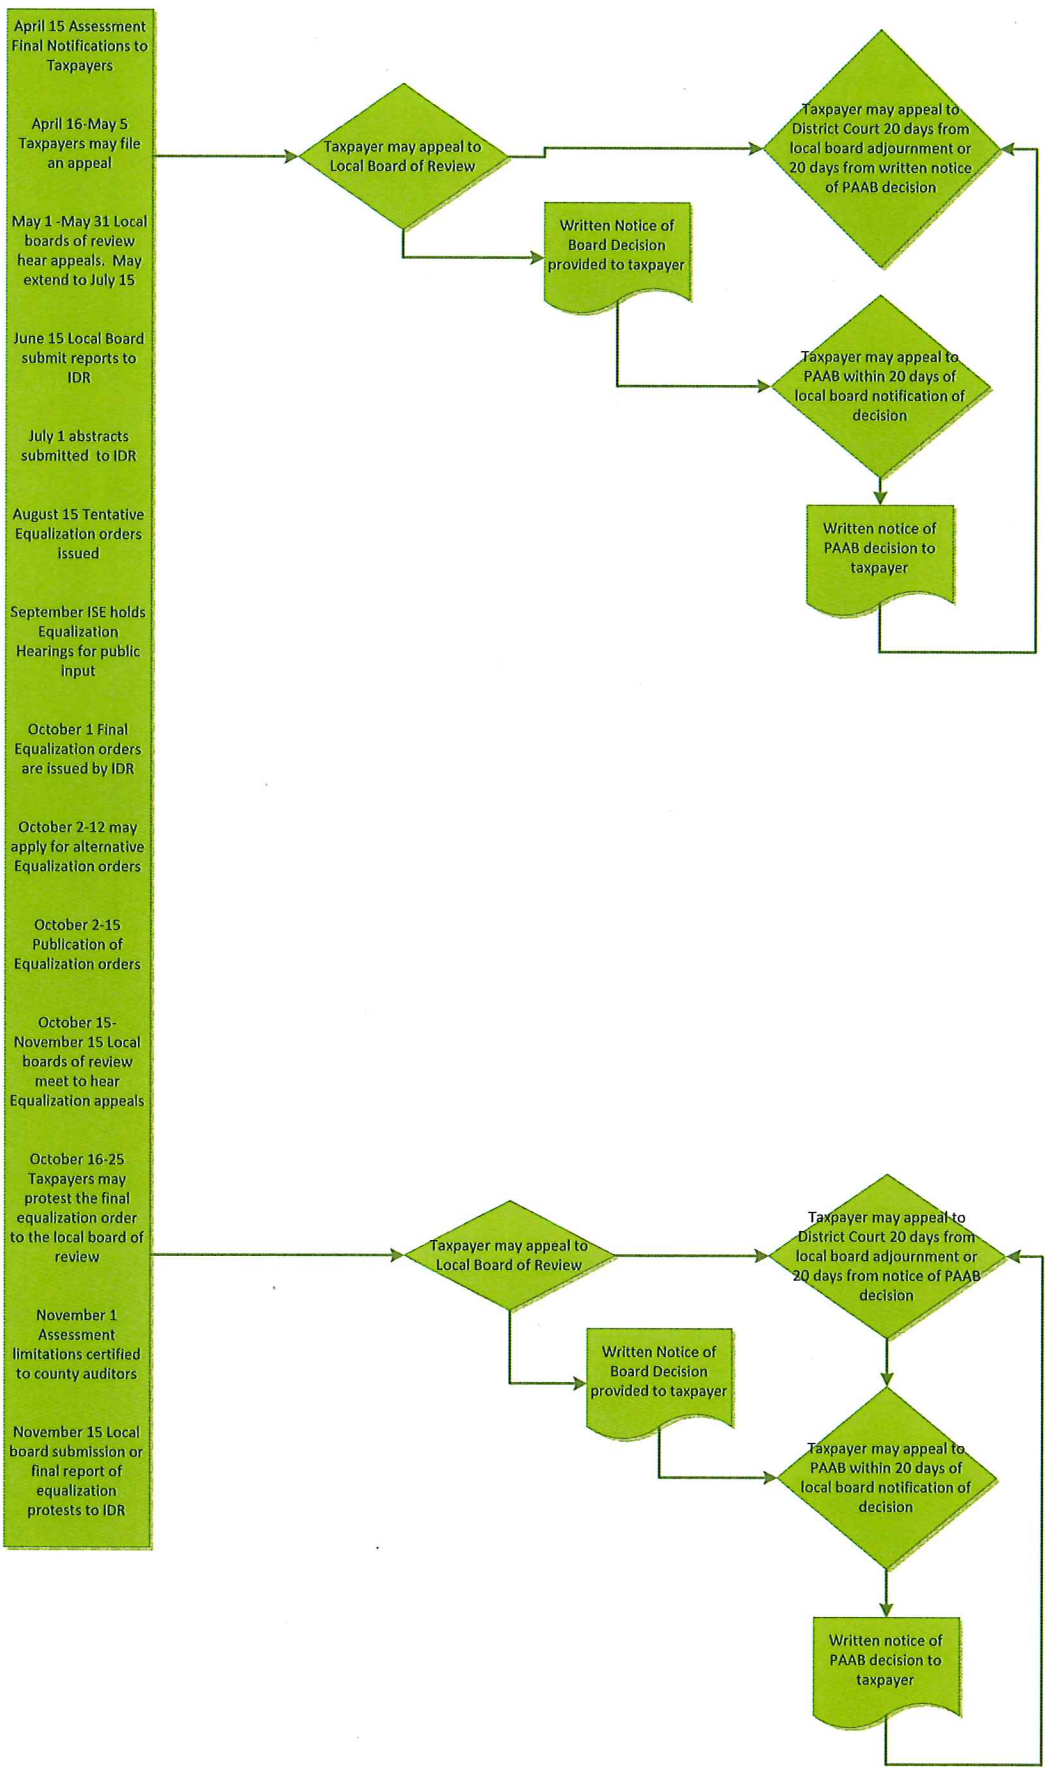 April 15 Assessment
Final Notifications to
Taxpayers
April 16-May 5
Taxpayers may file
an appeal
May 1 -May 31 Local
boards of review
hear appeals.  May
extend to July 15
June 15 Local Board
submit reports to
IDR
July 1 abstracts
submitted  to IDR
August 15 Tentative
Equalization orders
issued
September ISE holds
Equalization
Hearings for public
input
October 1 Final
Equalization orders
are issued by IDR
October 2-12 may
apply for alternative
Equalization orders
October 2-15
Publication of
Equalization orders
October 15-
November 15 Local
boards of review
meet to hear
Equalization appeals
October 16-25
Taxpayers may
protest the final
equalization order
to the local board of
review
November 1
Assessment
limitations certified
to county auditors
November 15 Local
board submission or
final report of
equalization
protests to IDR
Taxpayer may appeal to
Local Board of Review
Taxpayer may appeal to
District Court 20 days from
local board adjournment or
20 days from written notice
of PAAB decision
Written Notice of
Board Decision
provided to taxpayer
Taxpayer may appeal to
PAAB within 20 days of
local board notification of
decision
Written notice of
PAAB decision to
taxpayer
Taxpayer may appeal to
Local Board of Review
Taxpayer may appeal to
District Court 20 days from
local board adjournment or
20 days from notice of PAAB
decision
Written Notice of
Board Decision
provided to taxpayer
Taxpayer may appeal to
PAAB within 20 days of
local board notification of
decision
Written notice of
PAAB decision to
taxpayer